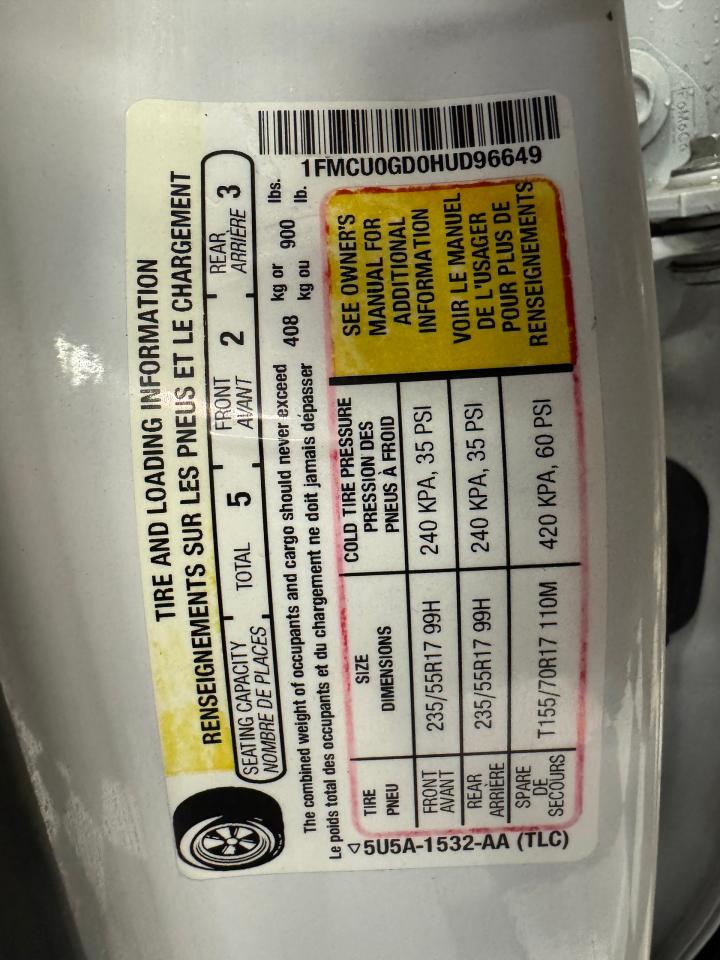 TIRE AND LOADING INFORMATION
RENSEIGNEMENTS SUR LES PNEUS ET LE CHARGEMENT
SEATING CAPACITY TOTAL 5 FRONT 2 REAR 3
NOMBRE DE PLACES AVANT ARRIÈRE
The combined weight of occupants and cargo should never exceed 408 kg or 900 lbs.
Le poids total des occupants et du chargement ne doit jamais dépasser kg ou lb.
1FMCU0GD0HUD96649
TIRE SIZE COLD TIRE PRESSURE
PNEU DIMENSIONS PRESSION DES
PNEUS À FROID
FRONT
AVANT 235/55R17 99H 240 KPA, 35 PSI
REAR
ARRIÈRE 235/55R17 99H 240 KPA, 35 PSI
SPARE
DE
SECOURS T155/70R17 110M 420 KPA, 60 PSI
SEE OWNER'S
MANUAL FOR
ADDITIONAL
INFORMATION
VOIR LE MANUEL
DE L'USAGER
POUR PLUS DE
RENSEIGNEMENTS
5U5A-1532-AA (TLC)
FoMoCo